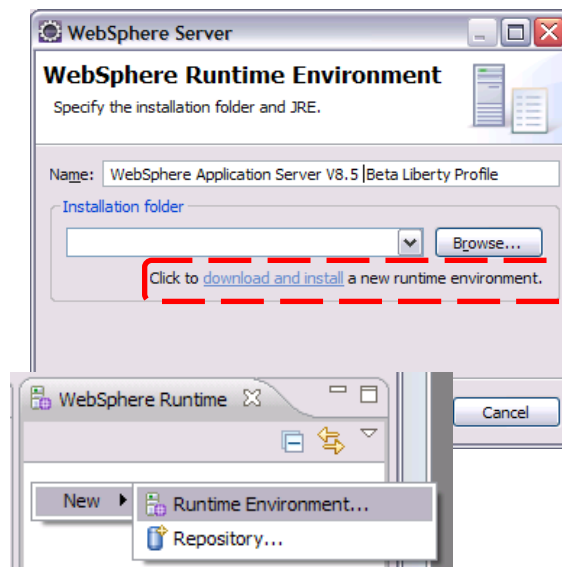 WebSphere Server
WebSphere Runtime Environment
Specify the installation folder and JRE.
Name: WebSphere Application Server V8.5 Beta Liberty Profile
Installation folder
Browse...
Click to download and install a new runtime environment.
Cancel
WebSphere Runtime
New
Runtime Environment...
Repository...